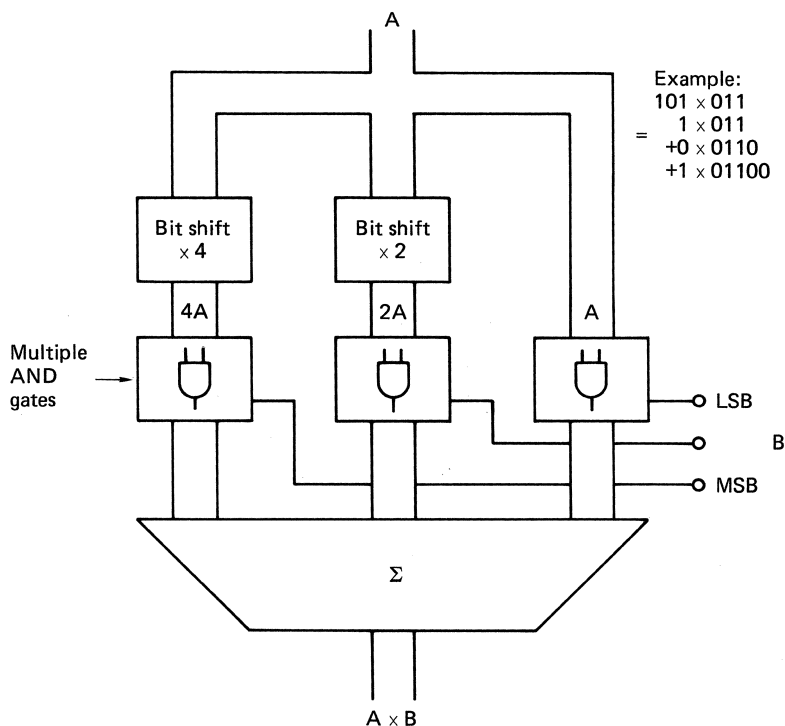 A
Example:
101 × 011
= 1 × 011
+0 × 0110
+1 × 01100
Bit shift
× 4
Bit shift
× 2
4A
2A
A
Multiple
AND
gates
LSB
B
MSB
Σ
A × B